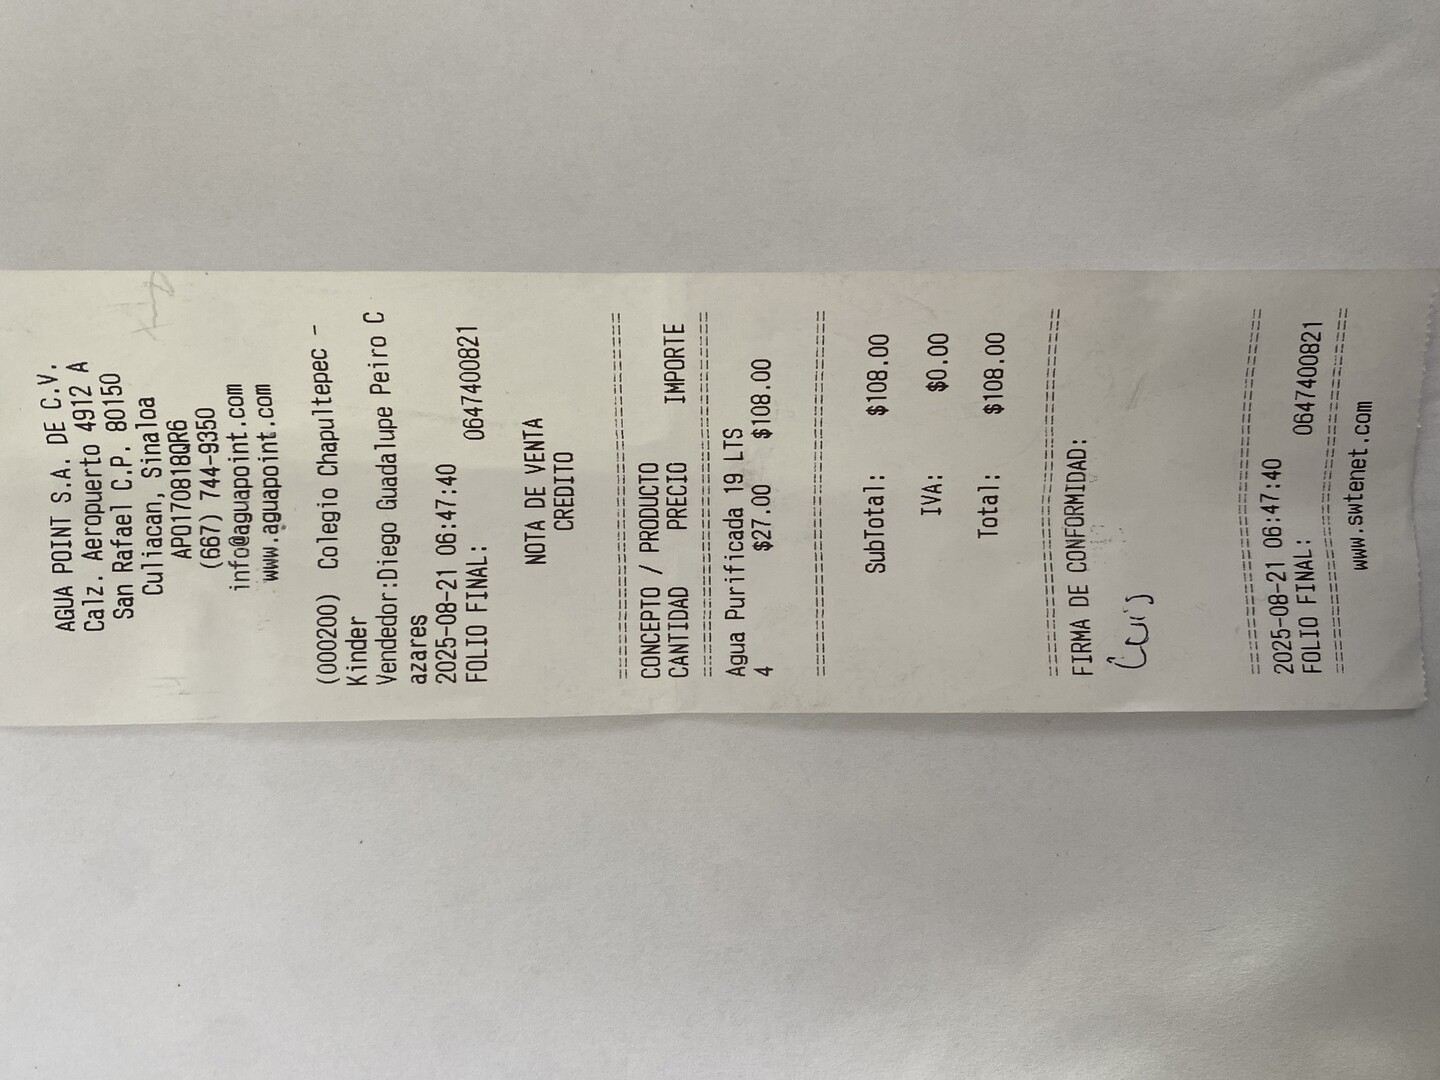 AGUA POINT S.A. DE C.V.
Calz. Aeropuerto 4912 A
San Rafael C.P. 80150
Culiacan, Sinaloa
APO170818QR6
(667) 744-9350
info@aguapoint.com
www.aguapoint.com
(000200) Colegio Chapultepec -
Kinder
Vendedor:Diego Guadalupe Peiro C
azares
2025-08-21 06:47:40
FOLIO FINAL: 0647400821
NOTA DE VENTA
CREDITO
================================
CONCEPTO / PRODUCTO
CANTIDAD PRECIO IMPORTE
================================
Agua Purificada 19 LTS
4 $27.00 $108.00
================================
SubTotal: $108.00
IVA: $0.00
Total: $108.00
================================
FIRMA DE CONFORMIDAD:
================================
2025-08-21 06:47:40
FOLIO FINAL: 0647400821
================================
www.swtenet.com